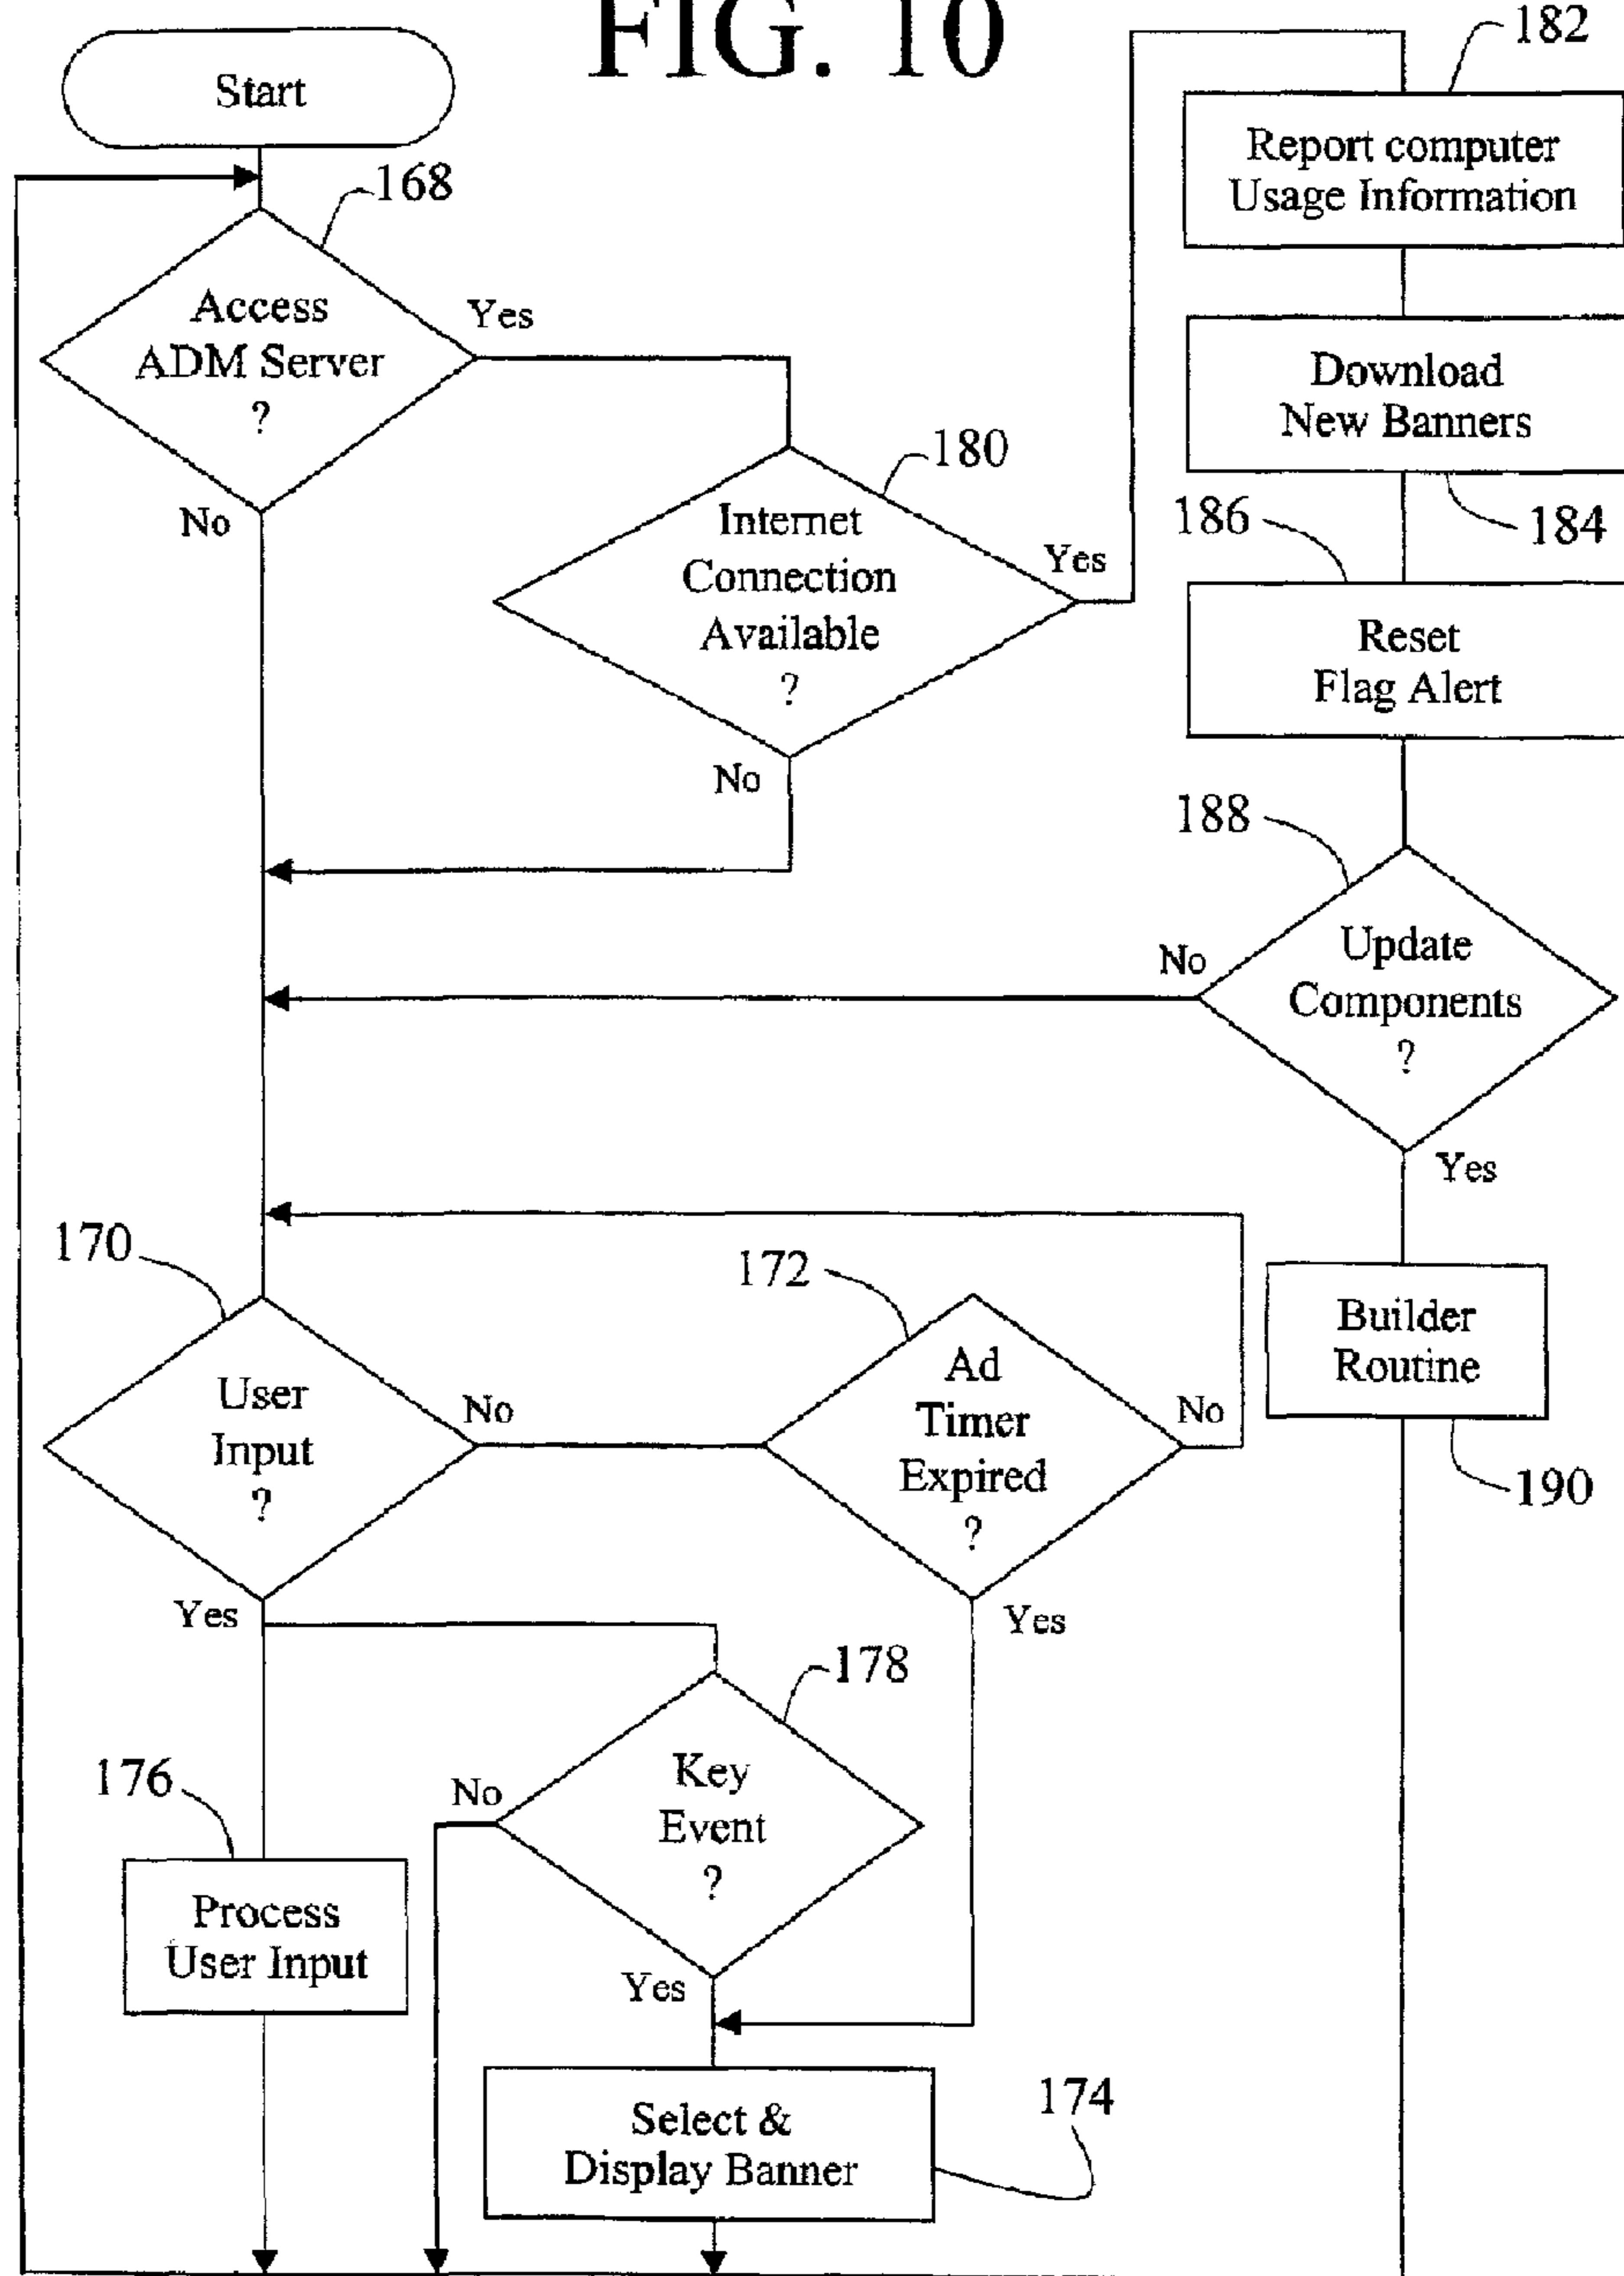 FIG. 10
Start
168
Access
ADM Server
?
Yes
No
180
Internet
Connection
Available
?
Yes
No
182
Report computer
Usage Information
Download
New Banners
184
186
Reset
Flag Alert
188
Update
Components
?
No
Yes
Builder
Routine
190
170
User
Input
?
No
Yes
172
Ad
Timer
Expired
?
No
Yes
178
Key
Event
?
No
Yes
176
Process
User Input
Select &
Display Banner
174